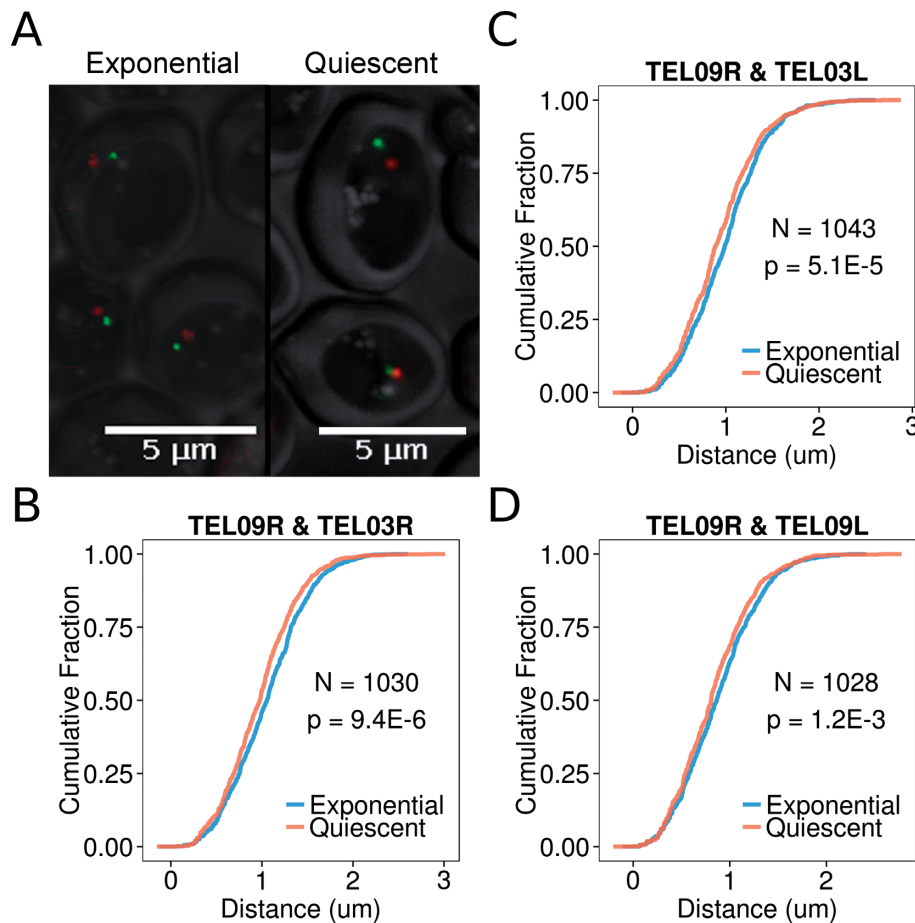 A
Exponential Quiescent
5 µm
5 µm
B
TEL09R & TEL03R
1.00
0.75
0.50
0.25
0.00
Cumulative Fraction
N = 1030
p = 9.4E-6
Exponential
Quiescent
0 1 2 3
Distance (um)
C
TEL09R & TEL03L
1.00
0.75
0.50
0.25
0.00
Cumulative Fraction
N = 1043
p = 5.1E-5
Exponential
Quiescent
0 1 2 3
Distance (um)
D
TEL09R & TEL09L
1.00
0.75
0.50
0.25
0.00
Cumulative Fraction
N = 1028
p = 1.2E-3
Exponential
Quiescent
0 1 2
Distance (um)